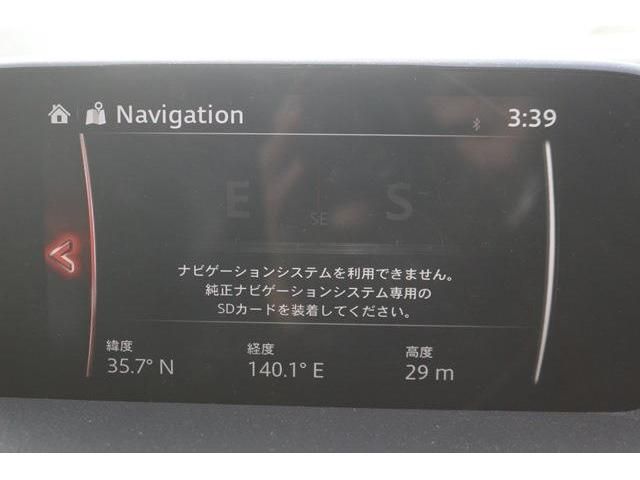 Navigation 3:39
E SE S
ナビゲーションシステムを利用できません。
純正ナビゲーションシステム専用の
SDカードを装着してください。
緯度 経度 高度
35.7° N 140.1° E 29 m